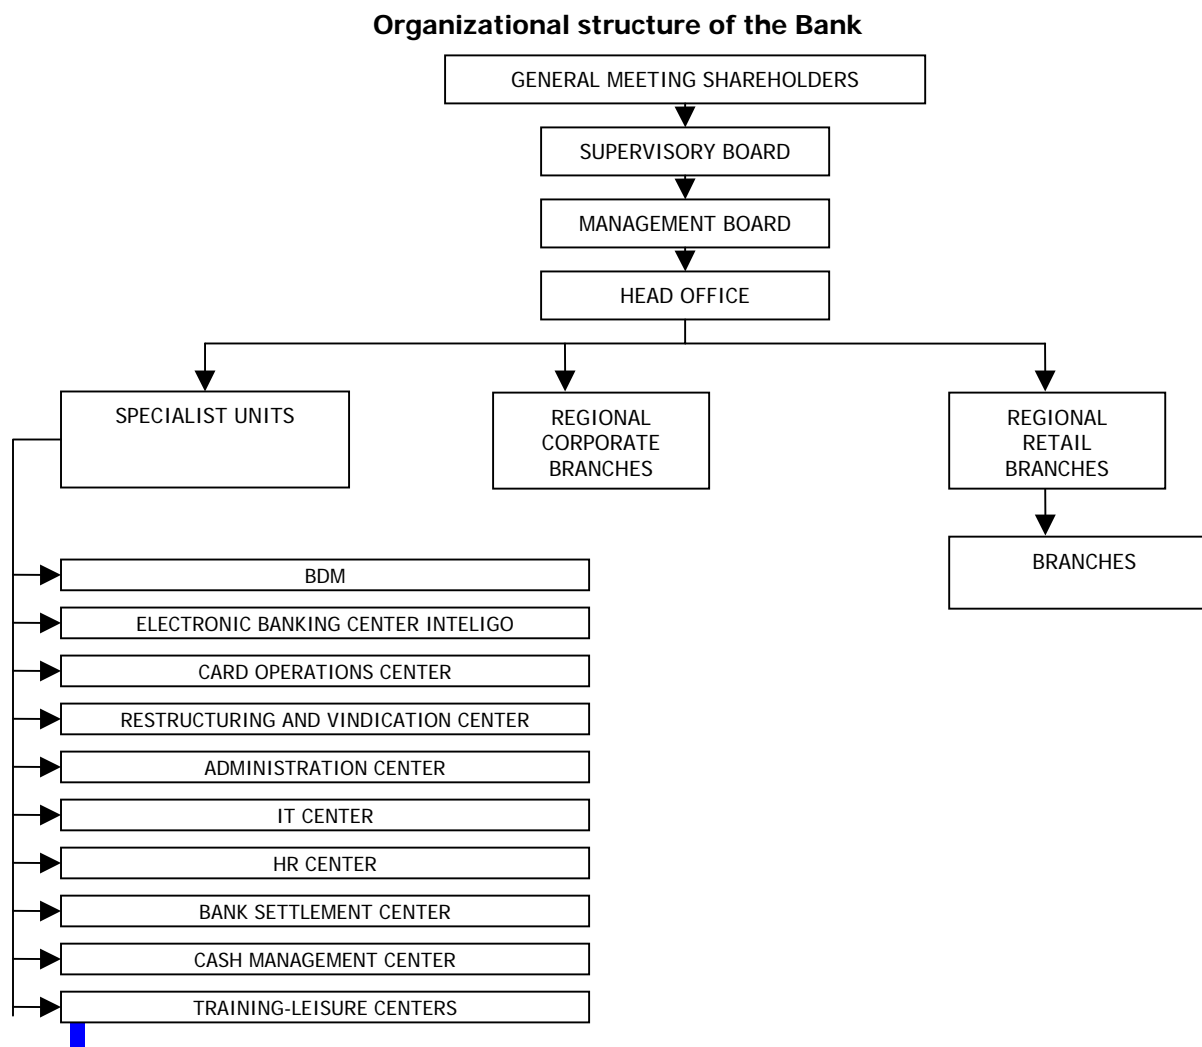 Organizational structure of the Bank
GENERAL MEETING SHAREHOLDERS
SUPERVISORY BOARD
MANAGEMENT BOARD
HEAD OFFICE
SPECIALIST UNITS
REGIONAL
CORPORATE
BRANCHES
REGIONAL
RETAIL
BRANCHES
BRANCHES
BDM
ELECTRONIC BANKING CENTER INTELIGO
CARD OPERATIONS CENTER
RESTRUCTURING AND VINDICATION CENTER
ADMINISTRATION CENTER
IT CENTER
HR CENTER
BANK SETTLEMENT CENTER
CASH MANAGEMENT CENTER
TRAINING-LEISURE CENTERS